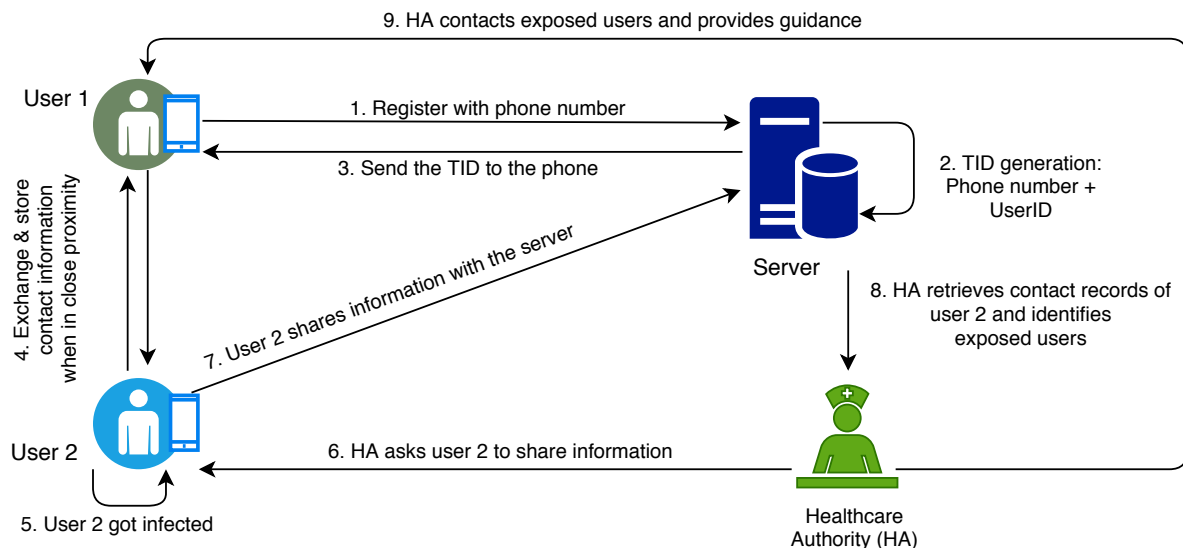 9. HA contacts exposed users and provides guidance
User 1
1. Register with phone number
3. Send the TID to the phone
2. TID generation:
Phone number +
UserID
Server
4. Exchange & store
contact information
when in close proximity
7. User 2 shares information with the server
8. HA retrieves contact records of
user 2 and identifies
exposed users
User 2
6. HA asks user 2 to share information
5. User 2 got infected
Healthcare
Authority (HA)